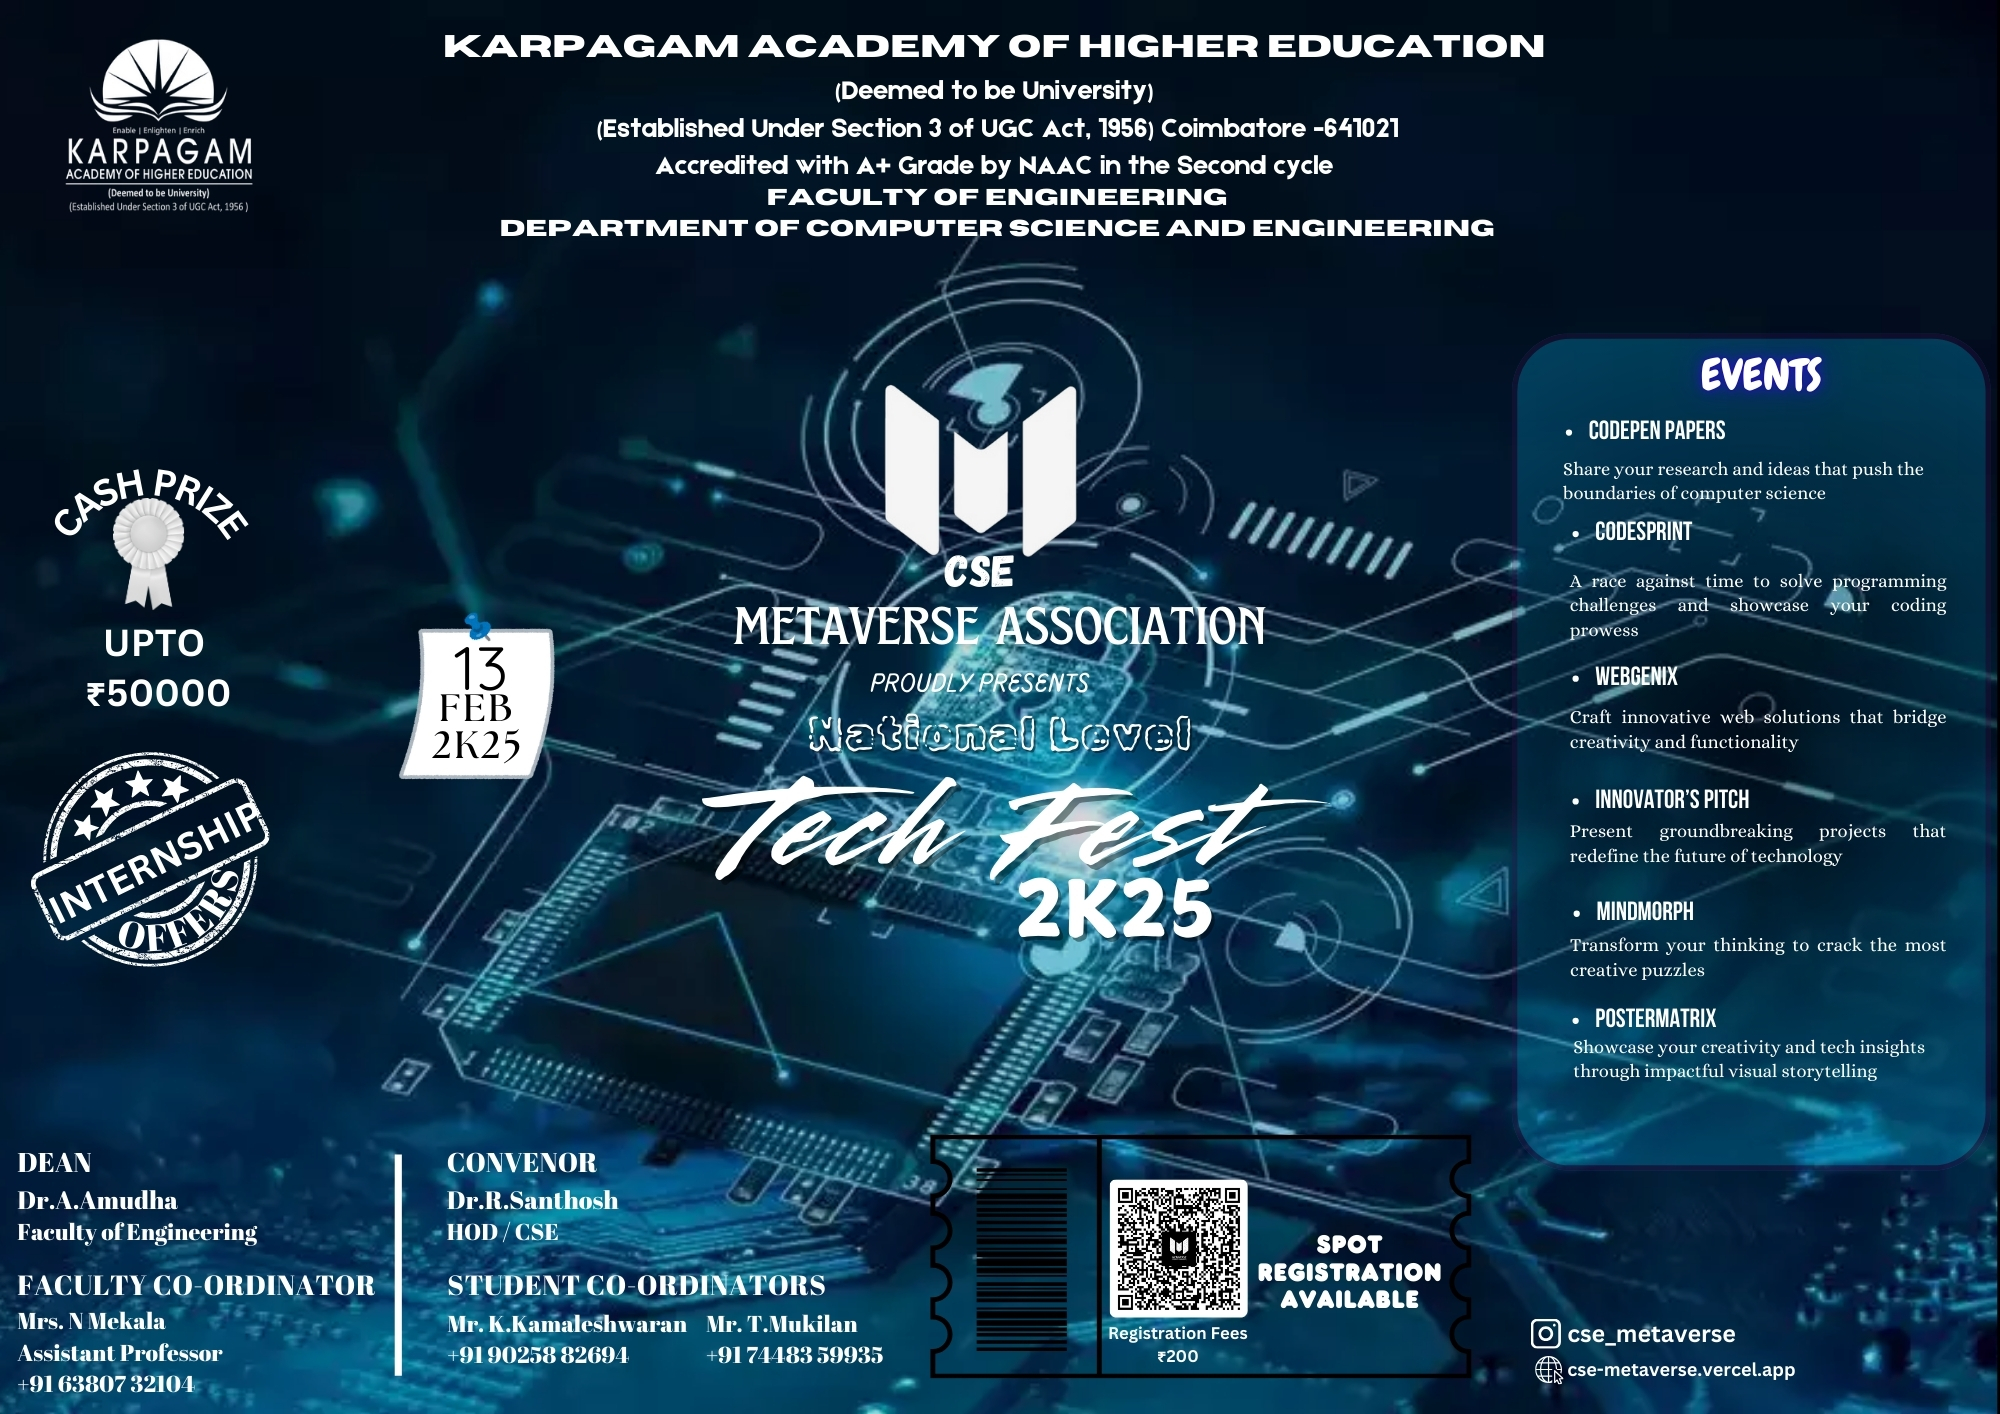 KARPAGAM ACADEMY OF HIGHER EDUCATION
(Deemed to be University)
(Established Under Section 3 of UGC Act, 1956) Coimbatore -641021
Accredited with A+ Grade by NAAC in the Second cycle
FACULTY OF ENGINEERING
DEPARTMENT OF COMPUTER SCIENCE AND ENGINEERING
Enable | Enlighten | Enrich
KARPAGAM
ACADEMY OF HIGHER EDUCATION
(Deemed to be University)
(Established Under Section 3 of UGC Act, 1956 )
CASH PRIZE
UPTO
₹50000
INTERNSHIP
OFFERS
13
FEB
2K25
CSE
METAVERSE ASSOCIATION
PROUDLY PRESENTS
National Level
Tech Fest
2K25
EVENTS
• CODEPEN PAPERS
Share your research and ideas that push the
boundaries of computer science
• CODESPRINT
A race against time to solve programming
challenges and showcase your coding
prowess
• WEBGENIX
Craft innovative web solutions that bridge
creativity and functionality
• INNOVATOR'S PITCH
Present groundbreaking projects that
redefine the future of technology
• MINDMORPH
Transform your thinking to crack the most
creative puzzles
• POSTERMATRIX
Showcase your creativity and tech insights
through impactful visual storytelling
DEAN
Dr.A.Amudha
Faculty of Engineering
FACULTY CO-ORDINATOR
Mrs. N Mekala
Assistant Professor
+91 63807 32104
CONVENOR
Dr.R.Santhosh
HOD / CSE
STUDENT CO-ORDINATORS
Mr. K.Kamaleshwaran Mr. T.Mukilan
+91 90258 82694 +91 74483 59935
Registration Fees
₹200
SPOT
REGISTRATION
AVAILABLE
cse_metaverse
cse-metaverse.vercel.app